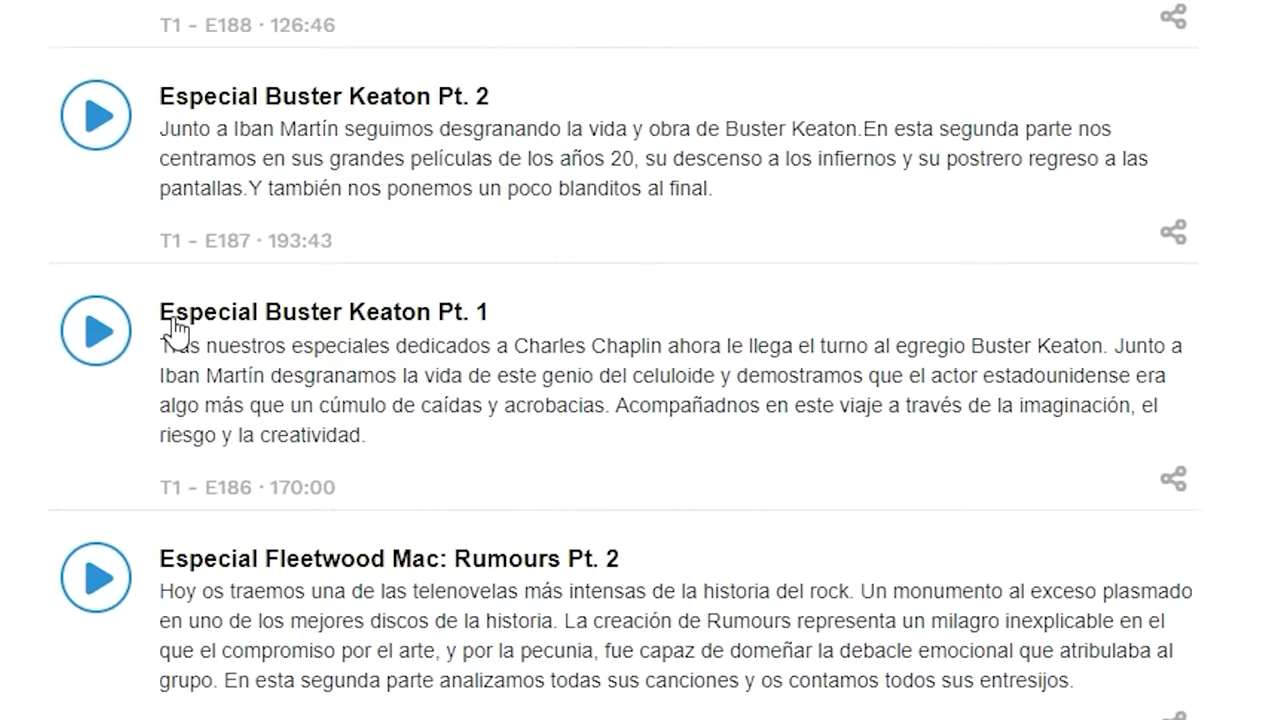 T1 - E188 · 126:46
Especial Buster Keaton Pt. 2
Junto a Iban Martín seguimos desgranando la vida y obra de Buster Keaton.En esta segunda parte nos
centramos en sus grandes películas de los años 20, su descenso a los infiernos y su postrero regreso a las
pantallas.Y también nos ponemos un poco blanditos al final.
T1 - E187 · 193:43
Especial Buster Keaton Pt. 1
nuestros especiales dedicados a Charles Chaplin ahora le llega el turno al egregio Buster Keaton. Junto a
Iban Martín desgranamos la vida de este genio del celuloide y demostramos que el actor estadounidense era
algo más que un cúmulo de caídas y acrobacias. Acompañadnos en este viaje a través de la imaginación, el
riesgo y la creatividad.
T1 - E186 · 170:00
Especial Fleetwood Mac: Rumours Pt. 2
Hoy os traemos una de las telenovelas más intensas de la historia del rock. Un monumento al exceso plasmado
en uno de los mejores discos de la historia. La creación de Rumours representa un milagro inexplicable en el
que el compromiso por el arte, y por la pecunia, fue capaz de domeñar la debacle emocional que atribulaba al
grupo. En esta segunda parte analizamos todas sus canciones y os contamos todos sus entresijos.